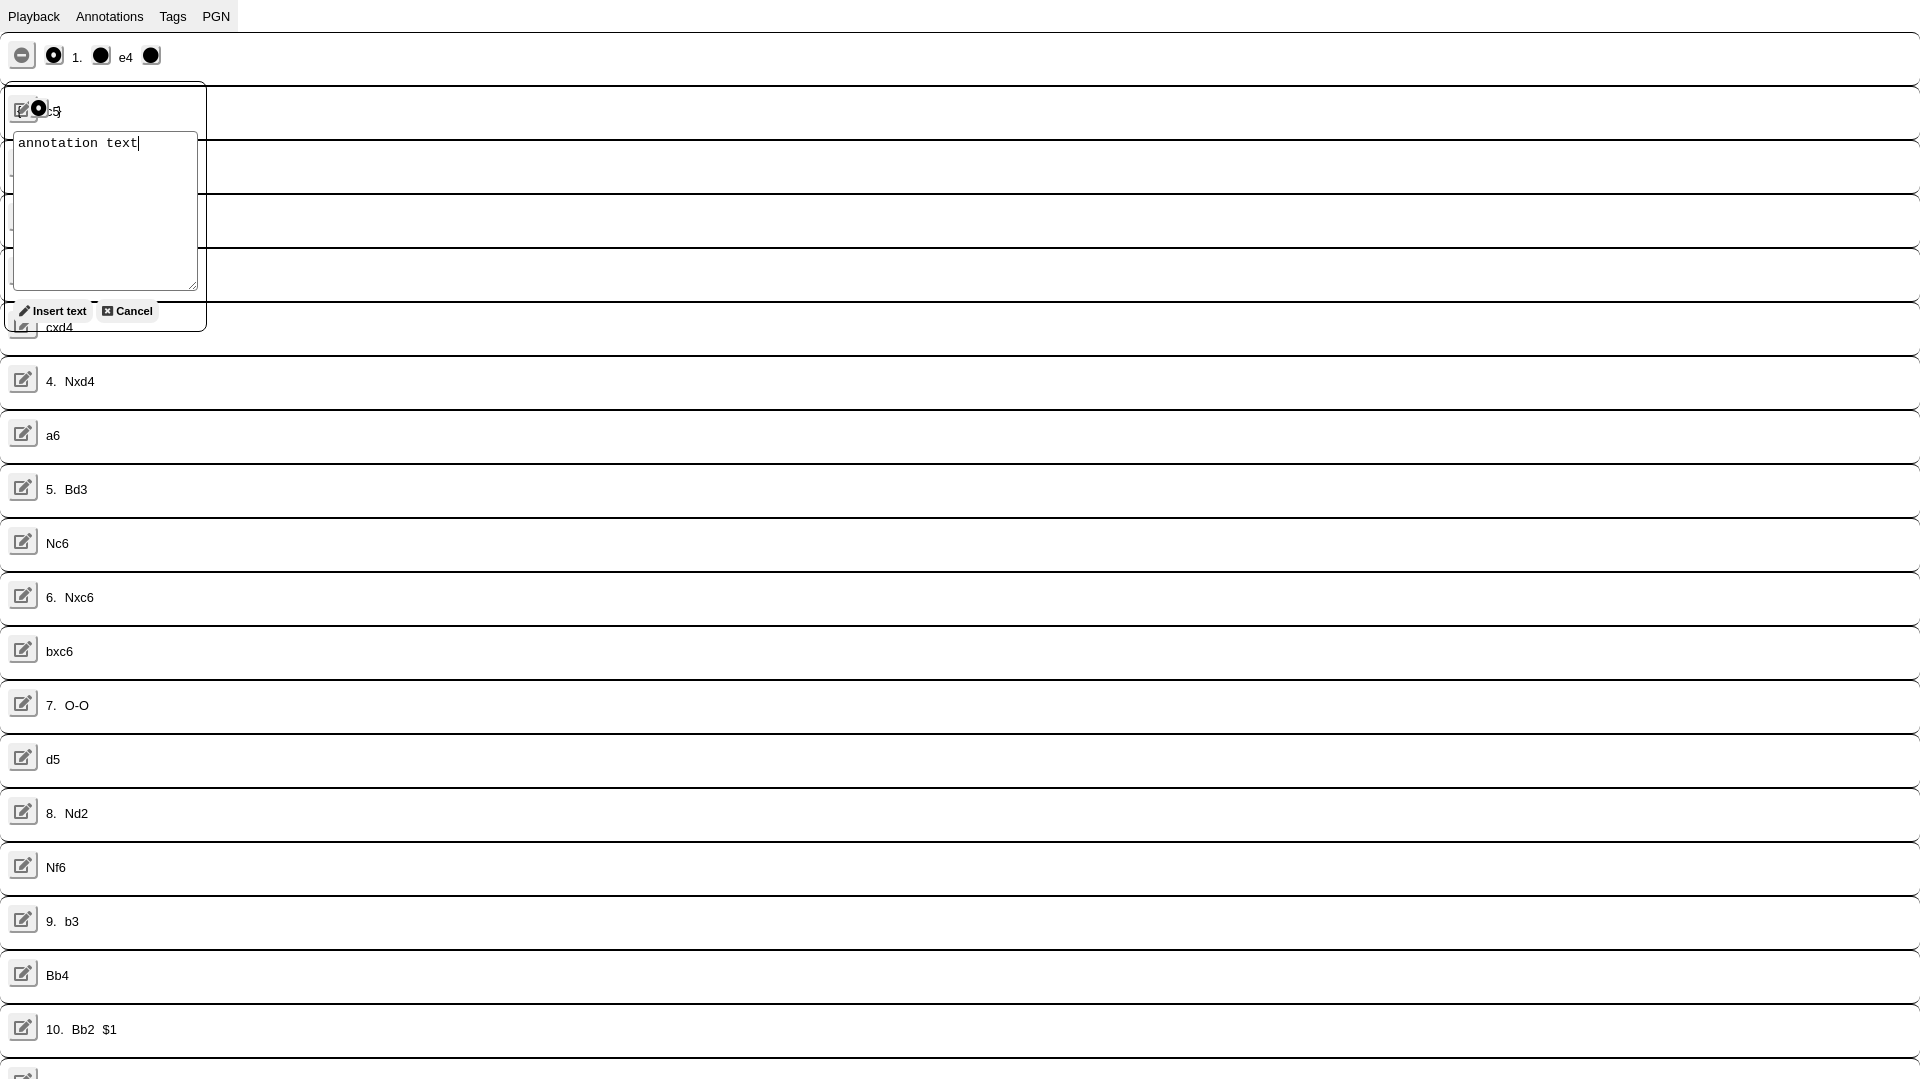 Playback Annotations Tags PGN
1. e4
{ } c5
annotation text
Insert text Cancel
cxd4
4. Nxd4
a6
5. Bd3
Nc6
6. Nxc6
bxc6
7. O-O
d5
8. Nd2
Nf6
9. b3
Bb4
10. Bb2 $1